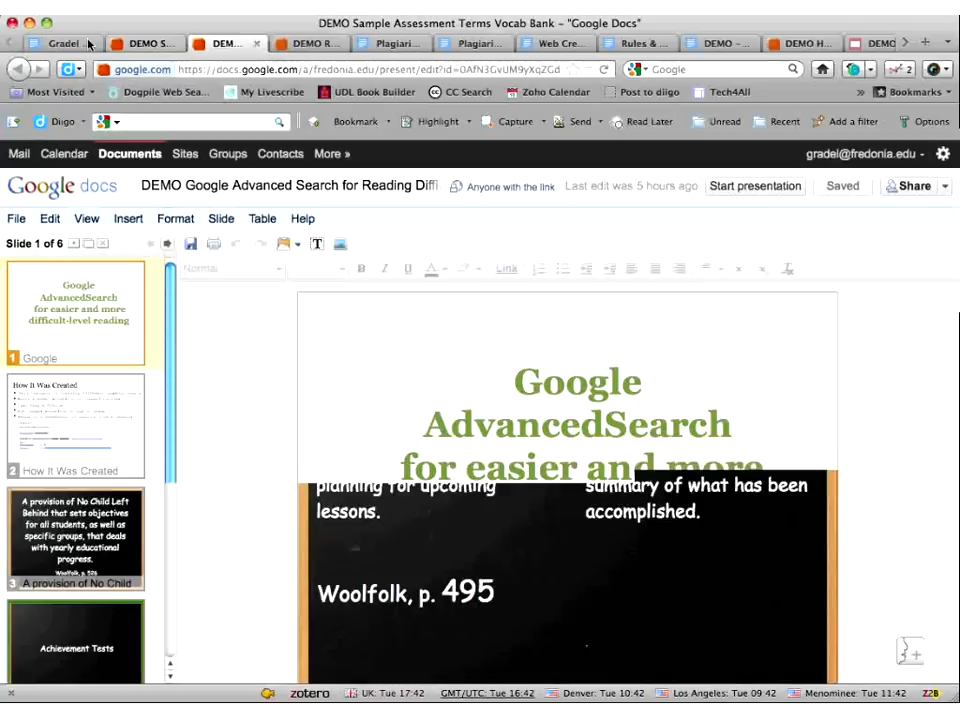 DEMO Sample Assessment Terms Vocab Bank – "Google Docs"
Gradel DEMO S... DEM... DEMO R... Plagiari... Plagiari... Web Cre... Rules & ... DEMO – ... DEMO H... DEMO
google.com https://docs.google.com/a/fredonia.edu/present/edit?id=0AfN3GvUM9yXqZGd Google
Most Visited Dogpile Web Sea... My Livescribe UDL Book Builder CC Search Zoho Calendar Post to diigo Tech4All » Bookmarks
Diigo Bookmark Highlight Capture Send Read Later Unread Recent Add a filter Options
Mail Calendar Documents Sites Groups Contacts More » gradel@fredonia.edu
Google docs DEMO Google Advanced Search for Reading Diffi Anyone with the link Last edit was 5 hours ago Start presentation Saved Share
File Edit View Insert Format Slide Table Help
Slide 1 of 6
Normal B I U A Link
Google
AdvancedSearch
for easier and more
difficult-level reading
1 Google
How It Was Created
2 How It Was Created
A provision of No Child Left
Behind that sets objectives
for all students, as well as
specific groups, that deals
with yearly educational
progress.
Woolfolk, p. 526
3 A provision of No Child
Achievement Tests
Google
AdvancedSearch
for easier and more
planning for upcoming
lessons.
summary of what has been
accomplished.
Woolfolk, p. 495
zotero UK: Tue 17:42 GMT/UTC: Tue 16:42 Denver: Tue 10:42 Los Angeles: Tue 09:42 Menominee: Tue 11:42 Z2B